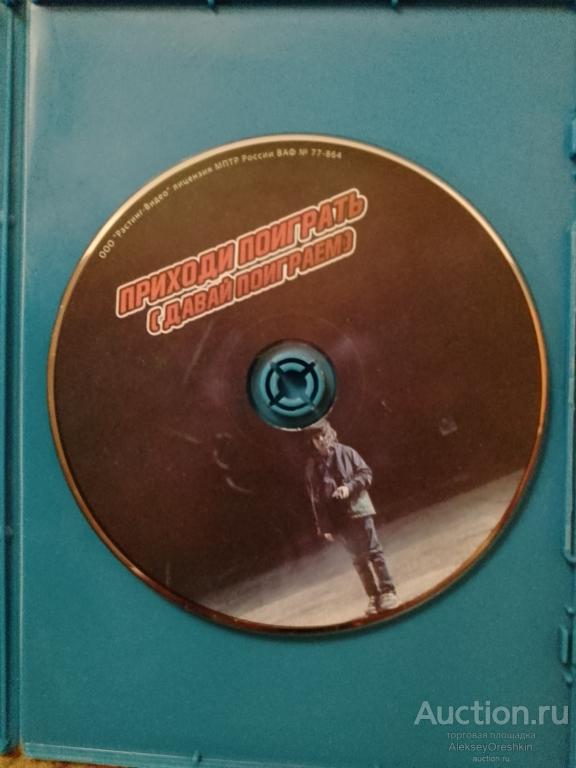 ООО "Растинг-Видео" лицензия МПТР России ВАФ № 77-864
ПРИХОДИ ПОИГРАТЬ
( ДАВАЙ ПОИГРАЕМ )
Auction.ru
торговая площадка
AlekseyOreshkin
auction.ru